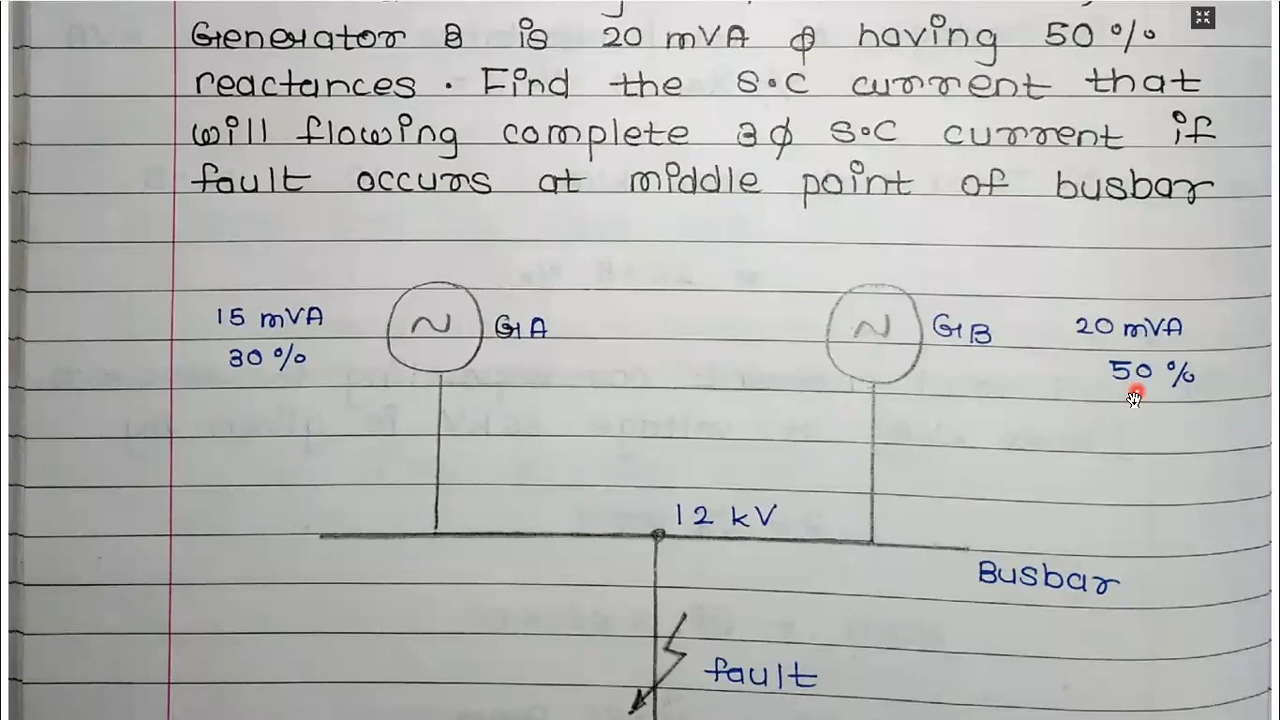 Generator B is 20 mVA & having 50%
reactances. Find the S.C current that
will flowing complete 3φ S.C current if
fault occurs at middle point of busbar
15 mVA
30%
GA
GB
20 mVA
50%
12 kV
Busbar
fault